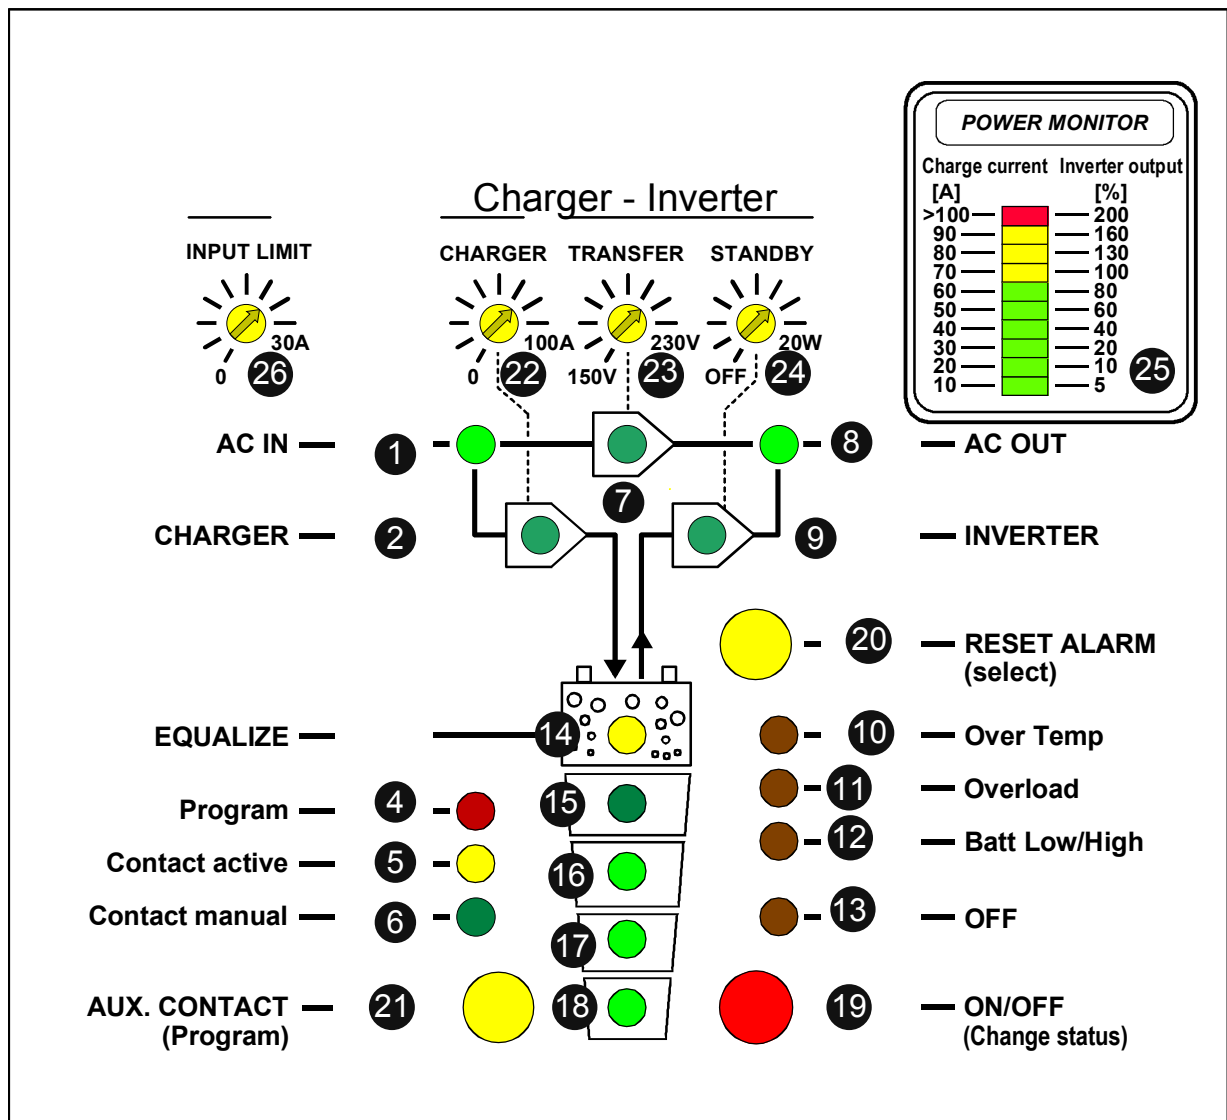 POWER MONITOR
Charge current Inverter output
[A] [%]
>100 200
90 160
80 130
70 100
60 80
50 60
40 40
30 20
20 10
10 5
25
Charger - Inverter
INPUT LIMIT CHARGER TRANSFER STANDBY
30A 100A 230V 20W
0 26 0 22 150V 23 OFF 24
AC IN 1 8 AC OUT
7
CHARGER 2 9 INVERTER
20 RESET ALARM
(select)
EQUALIZE 14 10 Over Temp
Program 4 15 11 Overload
Contact active 5 16 12 Batt Low/High
Contact manual 6 17 13 OFF
AUX. CONTACT 21 18 19 ON/OFF
(Program) (Change status)